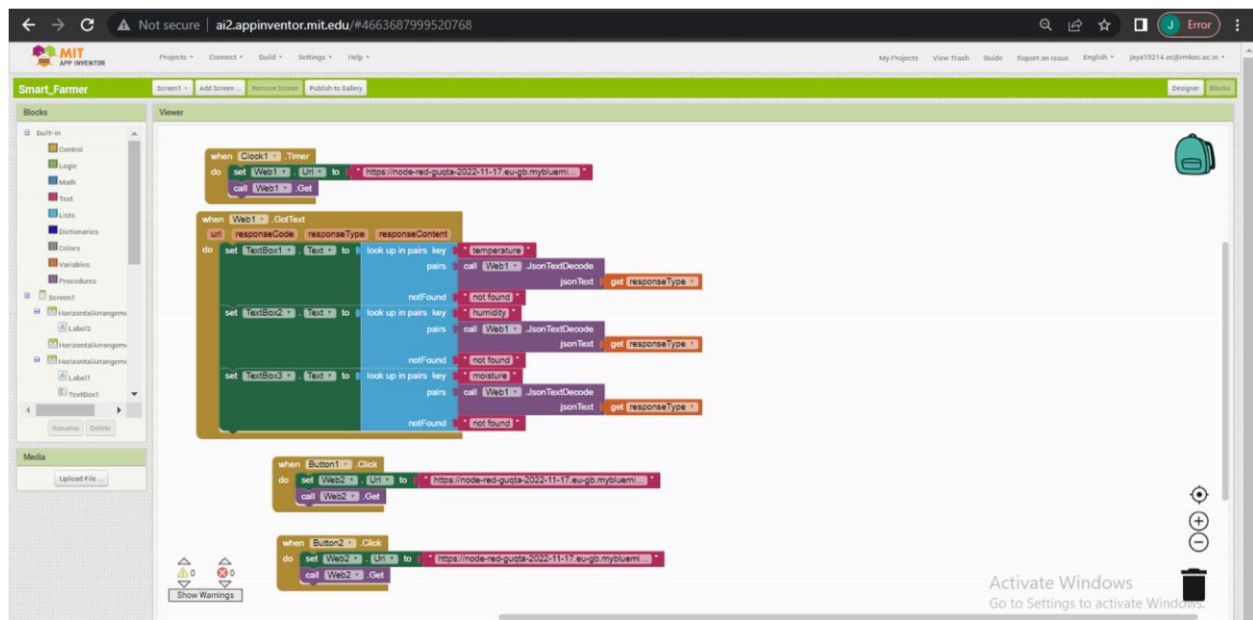 Not secure | ai2.appinventor.mit.edu/#4663687999520768
J Error
MIT
APP INVENTOR
Projects Connect Build Settings Help
My Projects View Trash Guide Report an Issue English jaya10214.ec@rmkec.ac.in
Smart_Farmer
Screen1 Add Screen ... Remove Screen Publish to Gallery
Designer Blocks
Blocks
Viewer
Built-in
Control
Logic
Math
Text
Lists
Dictionaries
Colors
Variables
Procedures
Screen1
HorizontalArrangeme
Label2
HorizontalArrangeme
HorizontalArrangeme
Label1
TextBox1
Rename Delete
Media
Upload File ...
when Clock1 .Timer
do set Web1 . Url to " https://node-red-guqta-2022-11-17.eu-gb.mybluemi... "
call Web1 .Get
when Web1 .GotText
url responseCode responseType responseContent
do set TextBox1 . Text to look up in pairs key " temperature "
pairs call Web1 .JsonTextDecode
jsonText get responseType
notFound " not found "
set TextBox2 . Text to look up in pairs key " humidity "
pairs call Web1 .JsonTextDecode
jsonText get responseType
notFound " not found "
set TextBox3 . Text to look up in pairs key " moisture "
pairs call Web1 .JsonTextDecode
jsonText get responseType
notFound " not found "
when Button1 .Click
do set Web2 . Url to " https://node-red-guqta-2022-11-17.eu-gb.mybluemi... "
call Web2 .Get
when Button2 .Click
do set Web2 . Url to " https://node-red-guqta-2022-11-17.eu-gb.mybluemi... "
call Web2 .Get
0 0
Show Warnings
Activate Windows
Go to Settings to activate Windows.